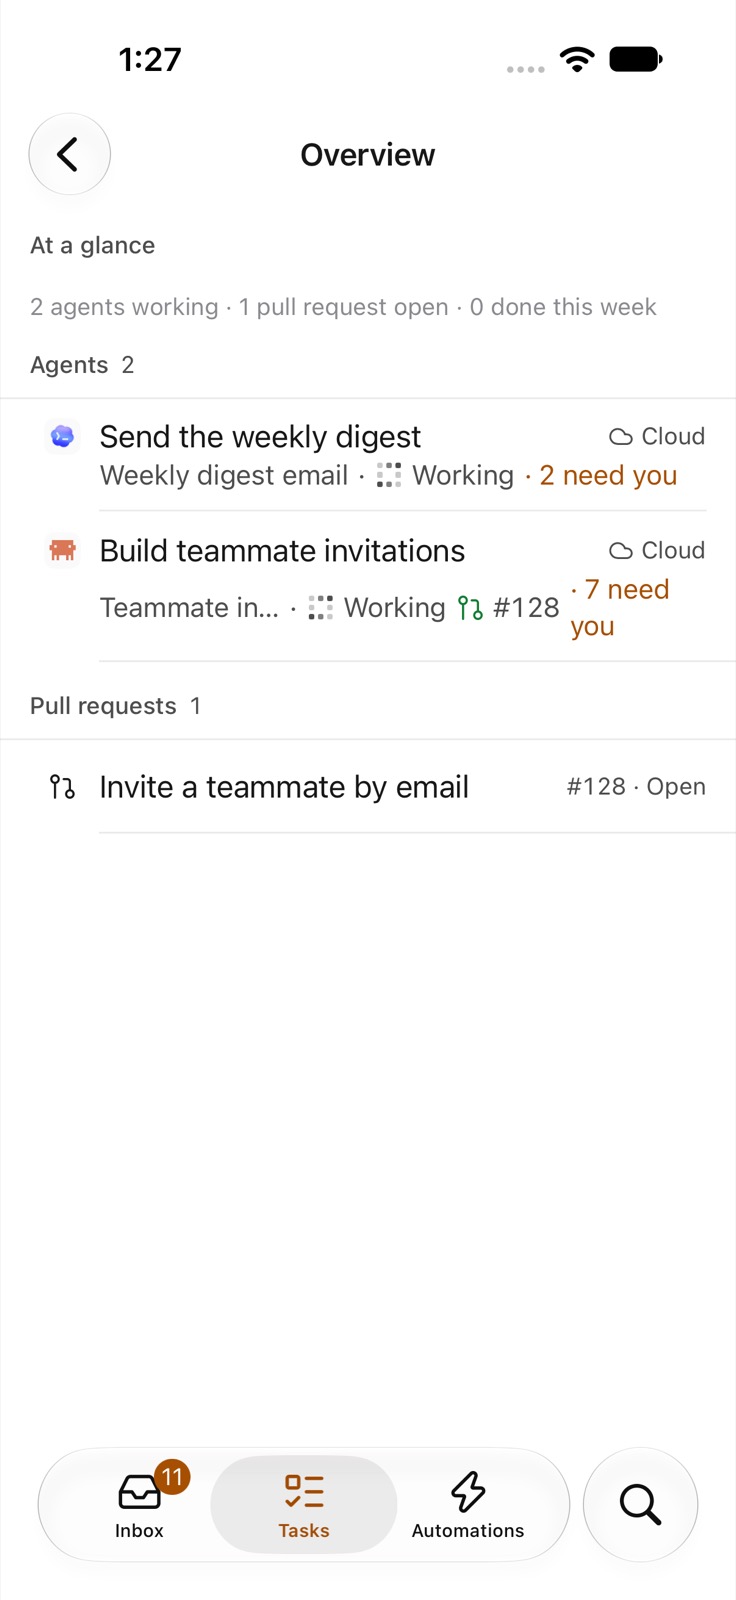 1:27
Overview
At a glance
2 agents working · 1 pull request open · 0 done this week
Agents 2
Send the weekly digest Cloud
Weekly digest email · Working · 2 need you
Build teammate invitations Cloud
Teammate in... · Working #128 · 7 need
you
Pull requests 1
Invite a teammate by email #128 · Open
11
Inbox Tasks Automations